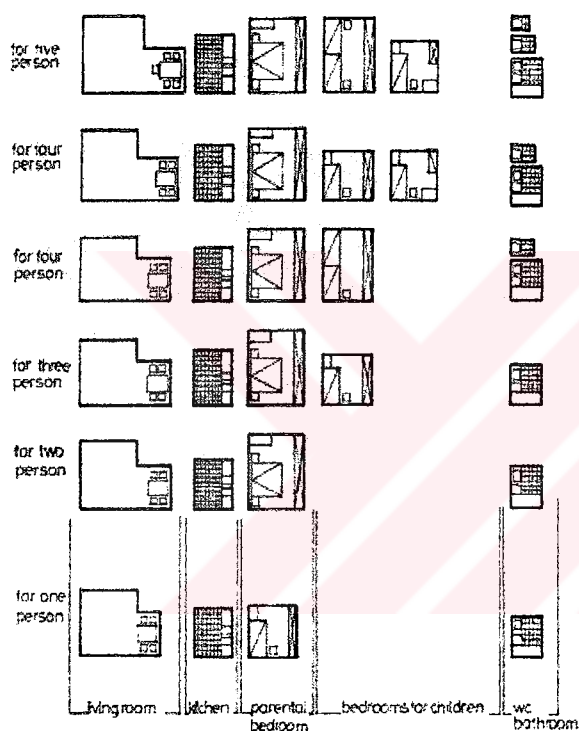 for five
person
for four
person
for four
person
for three
person
for two
person
for one
person
living room
kitchen
parental
bedroom
bedrooms for children
wc
bathroom